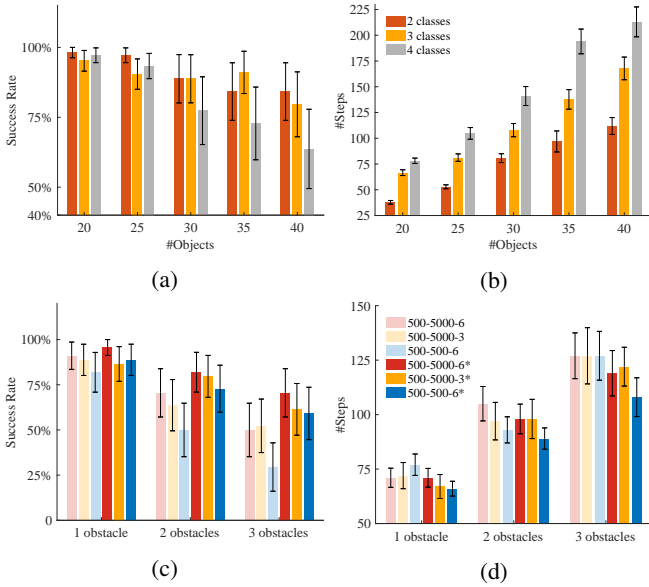 100%
75%
50%
40%
Success Rate
20
25
30
35
40
#Objects
(a)
2 classes
3 classes
4 classes
225
200
175
150
125
100
75
50
25
#Steps
20
25
30
35
40
#Objects
(b)
100%
75%
50%
25%
0
Success Rate
1 obstacle
2 obstacles
3 obstacles
(c)
500-5000-6
500-5000-3
500-500-6
500-5000-6*
500-5000-3*
500-500-6*
150
125
100
75
50
#Steps
1 obstacle
2 obstacles
3 obstacles
(d)